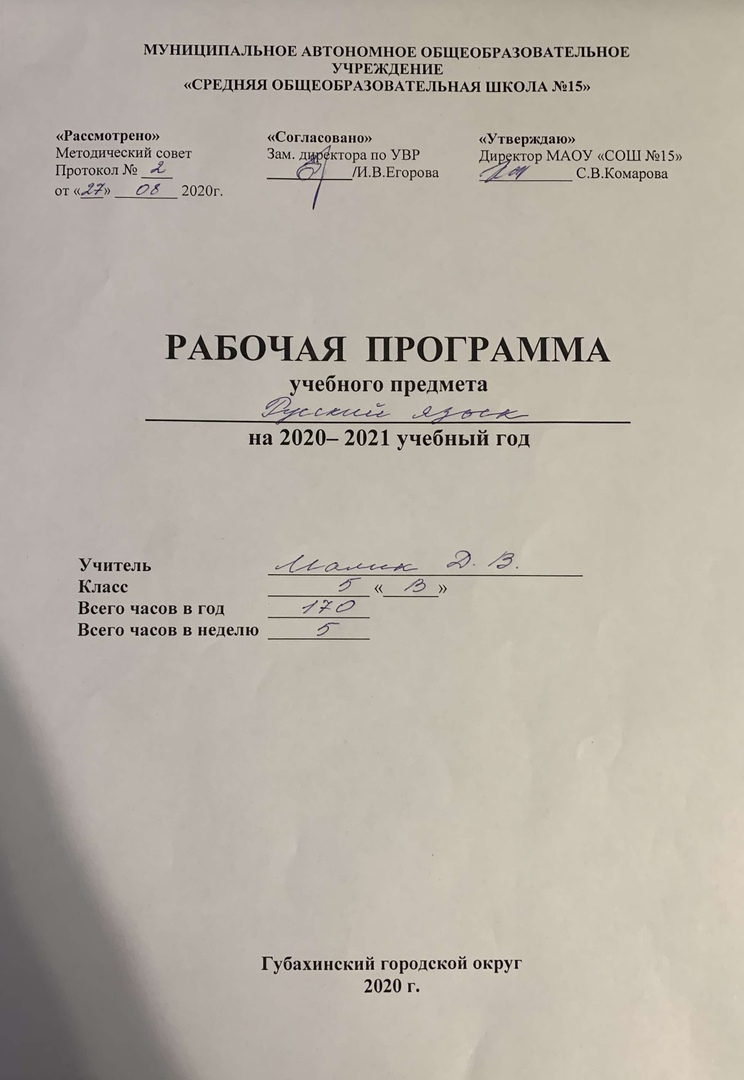 МУНИЦИПАЛЬНОЕ АВТОНОМНОЕ ОБЩЕОБРАЗОВАТЕЛЬНОЕ
УЧРЕЖДЕНИЕ
«СРЕДНЯЯ ОБЩЕОБРАЗОВАТЕЛЬНАЯ ШКОЛА №15»
«Рассмотрено»
Методический совет
Протокол № 2
от «27» 08 2020г.
«Согласовано»
Зам. директора по УВР
/И.В.Егорова
«Утверждаю»
Директор МАОУ «СОШ №15»
С.В.Комарова
РАБОЧАЯ ПРОГРАММА
учебного предмета
Русский язык
на 2020– 2021 учебный год
Учитель Малик Д. В.
Класс 5 «В»
Всего часов в год 170
Всего часов в неделю 5
Губахинский городской округ
2020 г.